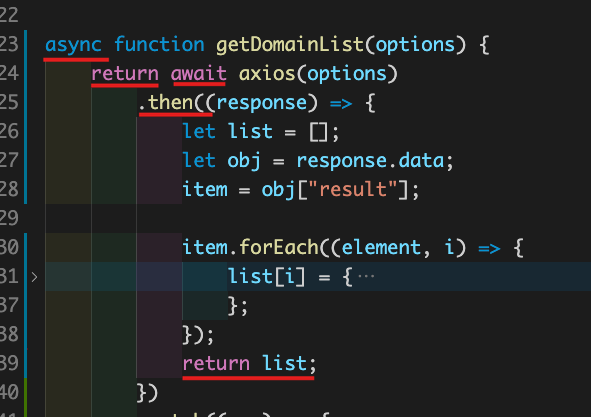 22
23 async function getDomainList(options) {
24 return await axios(options)
25 .then((response) => {
26 let list = [];
27 let obj = response.data;
28 item = obj["result"];
29
30 item.forEach((element, i) => {
31 > list[i] = {…
37 };
38 });
39 return list;
40 })